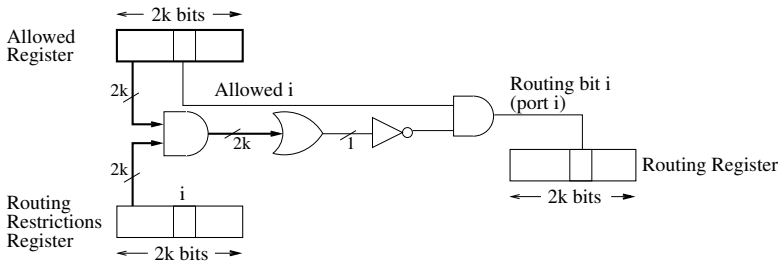 2k bits
Allowed
Register
2k
Allowed i
Routing bit i
(port i)
2k
1
2k
Routing Register
i
Routing
Restrictions
Register
2k bits
2k bits